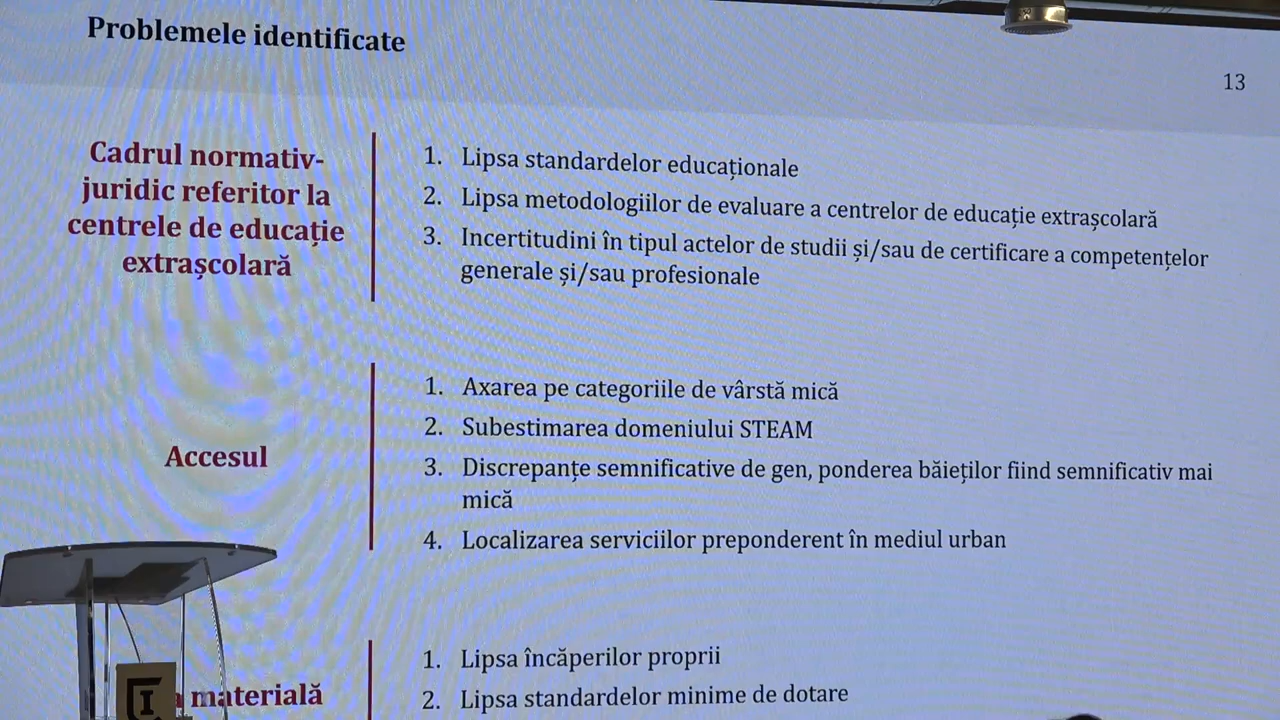 Problemele identificate
13
Cadrul normativ-
juridic referitor la
centrele de educație
extrașcolară
1. Lipsa standardelor educaționale
2. Lipsa metodologiilor de evaluare a centrelor de educație extrașcolară
3. Incertitudini în tipul actelor de studii și/sau de certificare a competențelor
generale și/sau profesionale
Accesul
1. Axarea pe categoriile de vârstă mică
2. Subestimarea domeniului STEAM
3. Discrepanțe semnificative de gen, ponderea băieților fiind semnificativ mai
mică
4. Localizarea serviciilor preponderent în mediul urban
materială
1. Lipsa încăperilor proprii
2. Lipsa standardelor minime de dotare